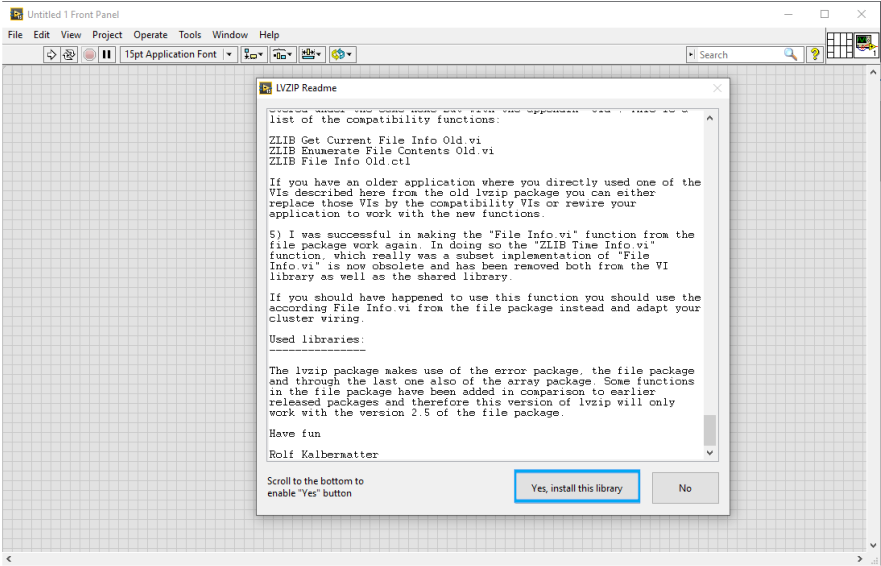 Untitled 1 Front Panel
File Edit View Project Operate Tools Window Help
15pt Application Font
Search
1
LVZIP Readme
list of the compatibility functions:
ZLIB Get Current File Info Old.vi
ZLIB Enumerate File Contents Old.vi
ZLIB File Info Old.ctl
If you have an older application where you directly used one of the
VIs described here from the old lvzip package you can either
replace those VIs by the compatibility VIs or rewire your
application to work with the new functions.
5) I was successful in making the "File Info.vi" function from the
file package work again. In doing so the "ZLIB Time Info.vi"
function, which really was a subset implementation of "File
Info.vi" is now obsolete and has been removed both from the VI
library as well as the shared library.
If you should have happened to use this function you should use the
according File Info.vi from the file package instead and adapt your
cluster wiring.
Used libraries:
---------------
The lvzip package makes use of the error package, the file package
and through the last one also of the array package. Some functions
in the file package have been added in comparison to earlier
released packages and therefore this version of lvzip will only
work with the version 2.5 of the file package.
Have fun
Rolf Kalbermatter
Scroll to the bottom to
enable "Yes" button
Yes, install this library
No